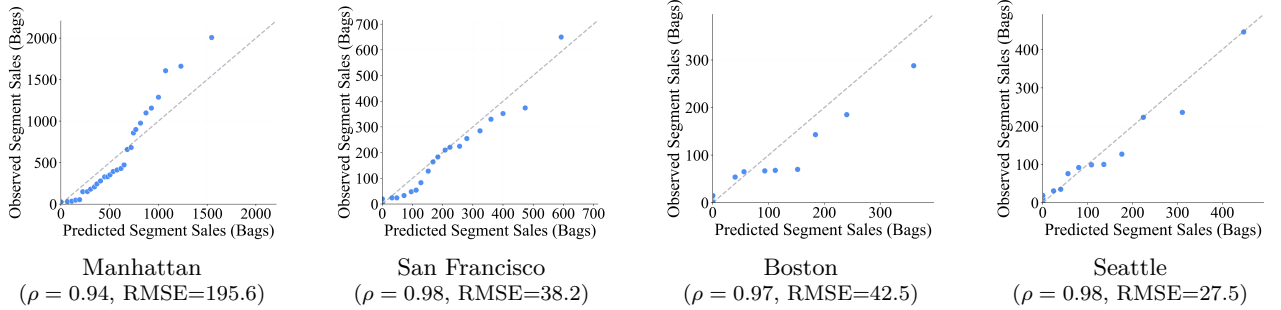 Observed Segment Sales (Bags)
2000
1500
1000
500
0
0 500 1000 1500 2000
Predicted Segment Sales (Bags)
Manhattan
(ρ = 0.94, RMSE=195.6)
Observed Segment Sales (Bags)
700
600
500
400
300
200
100
0
0 100 200 300 400 500 600 700
Predicted Segment Sales (Bags)
San Francisco
(ρ = 0.98, RMSE=38.2)
Observed Segment Sales (Bags)
300
200
100
0
0 100 200 300
Predicted Segment Sales (Bags)
Boston
(ρ = 0.97, RMSE=42.5)
Observed Segment Sales (Bags)
400
300
200
100
0
0 100 200 300 400
Predicted Segment Sales (Bags)
Seattle
(ρ = 0.98, RMSE=27.5)